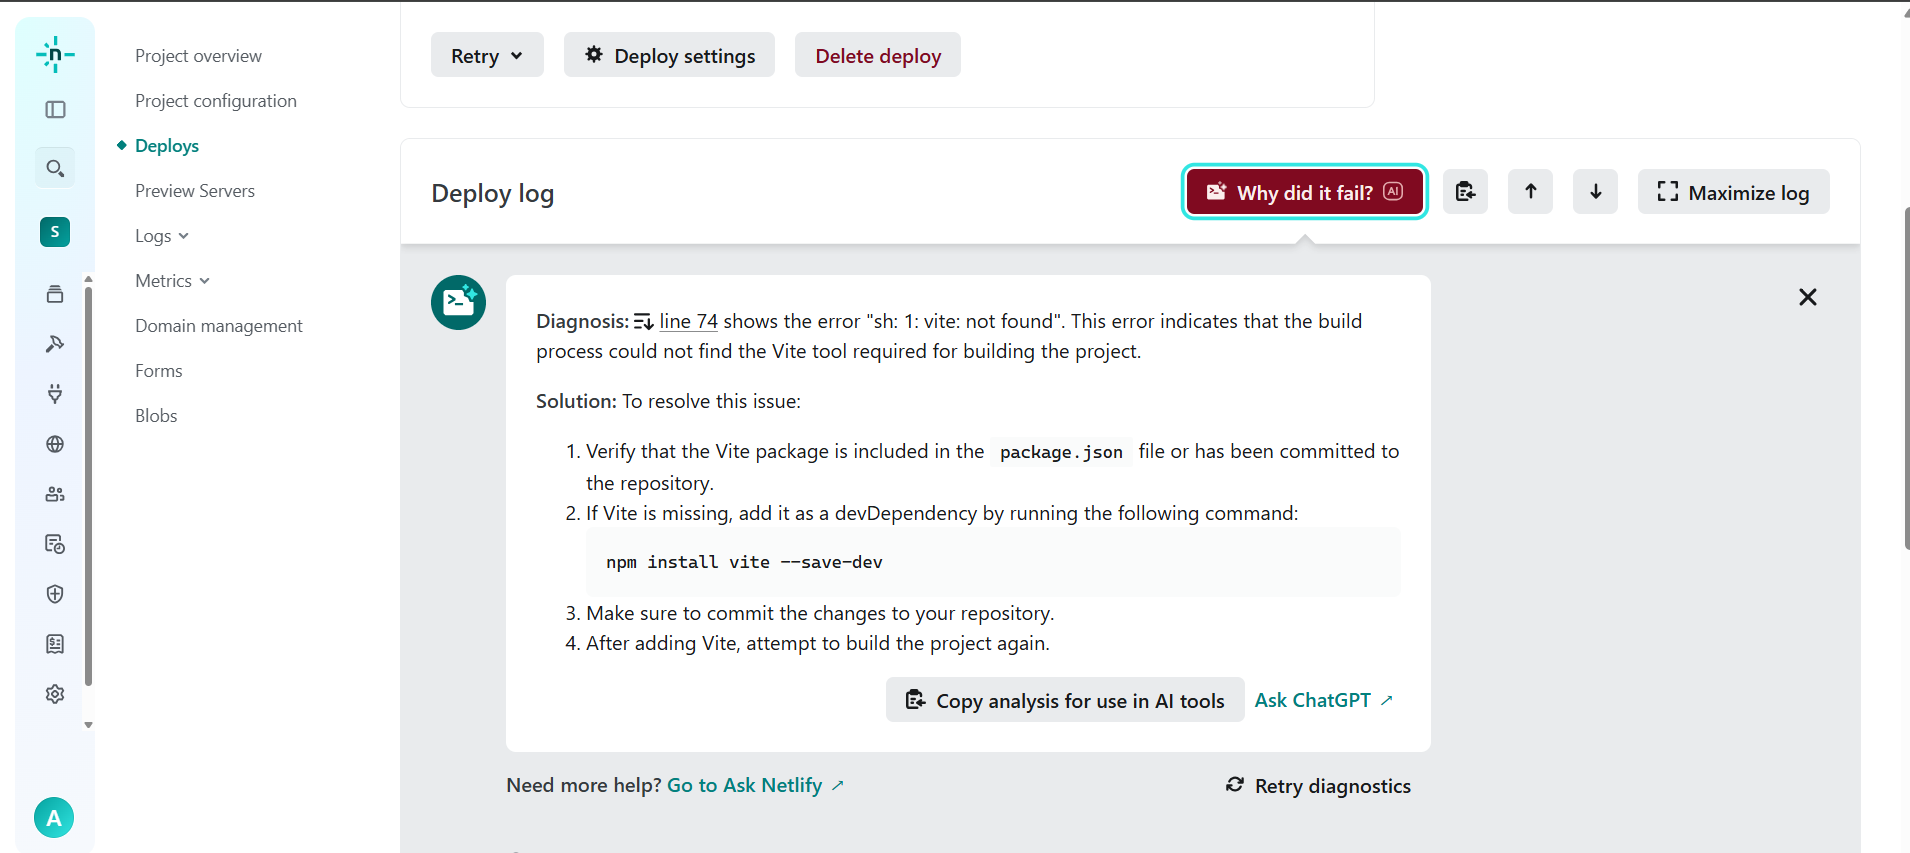 n
Project overview
Project configuration
Deploys
Preview Servers
S
Logs
Metrics
Domain management
Forms
Blobs
A
Retry
Deploy settings
Delete deploy
Deploy log
Why did it fail? AI
Maximize log
Diagnosis: line 74 shows the error "sh: 1: vite: not found". This error indicates that the build
process could not find the Vite tool required for building the project.
Solution: To resolve this issue:
1. Verify that the Vite package is included in the package.json file or has been committed to
the repository.
2. If Vite is missing, add it as a devDependency by running the following command:
npm install vite --save-dev
3. Make sure to commit the changes to your repository.
4. After adding Vite, attempt to build the project again.
Copy analysis for use in AI tools
Ask ChatGPT ↗
Need more help? Go to Ask Netlify ↗
Retry diagnostics